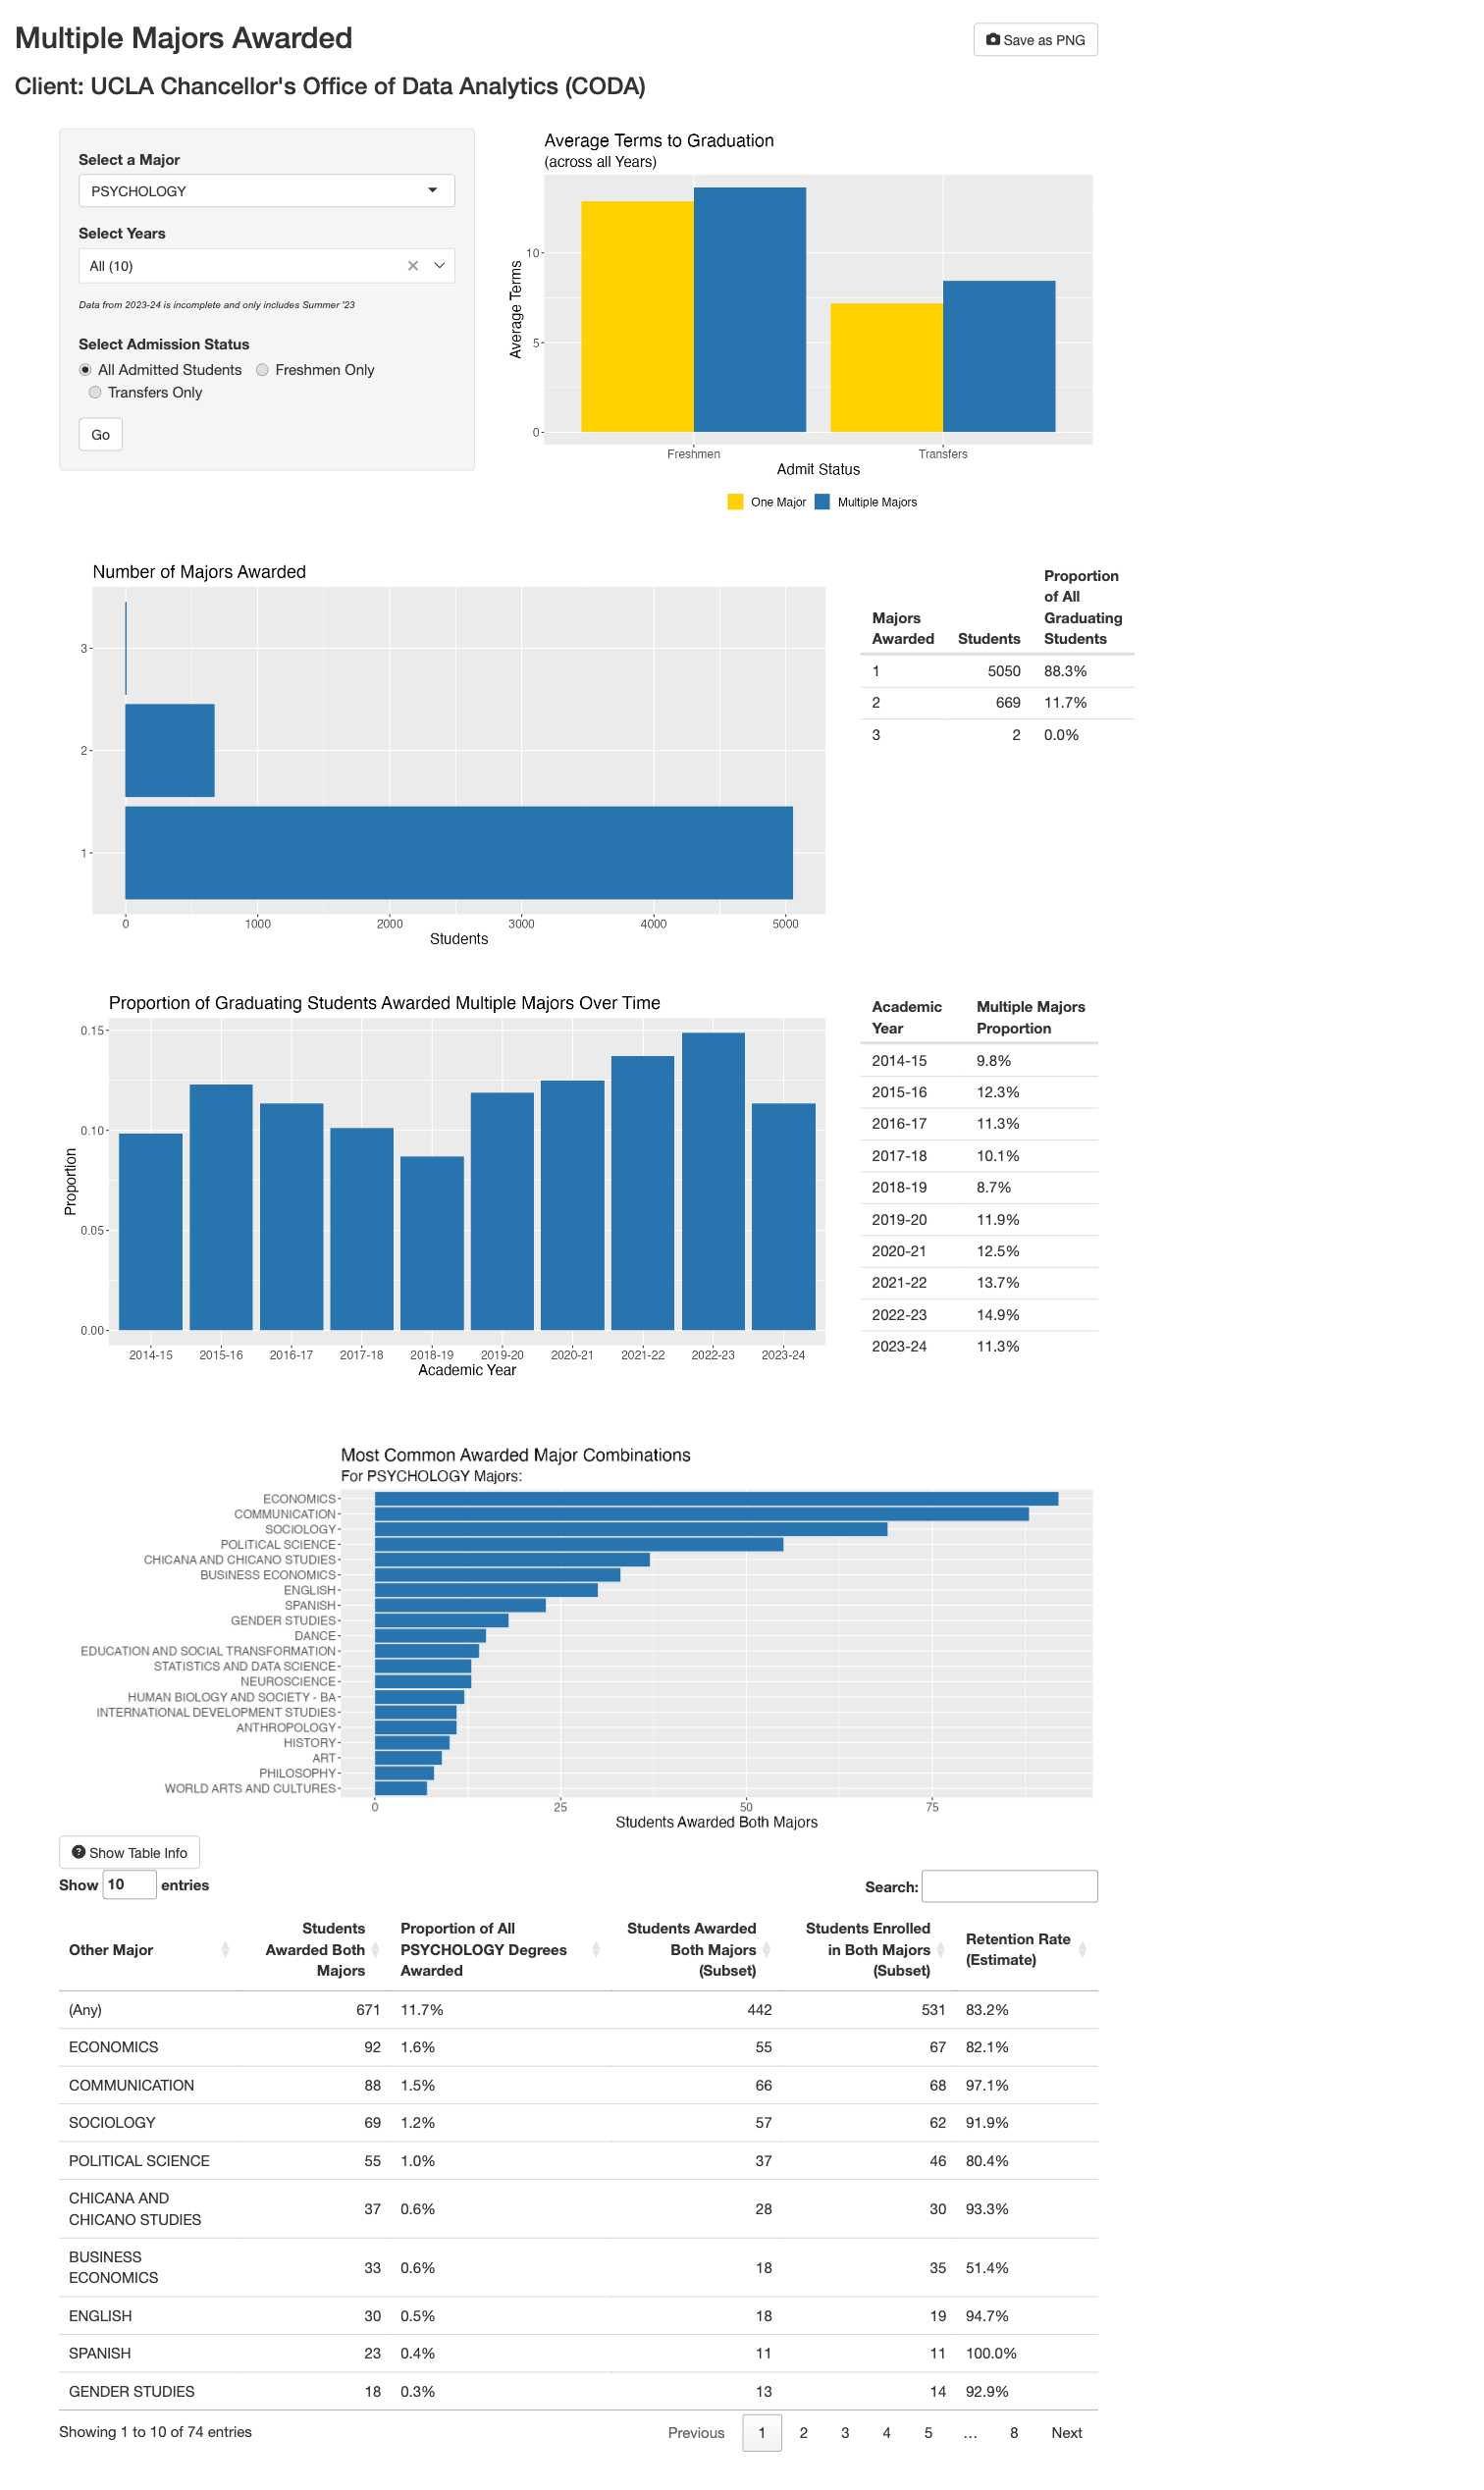 Multiple Majors Awarded
Save as PNG
Client: UCLA Chancellor's Office of Data Analytics (CODA)
Select a Major
PSYCHOLOGY
Select Years
All (10)
Data from 2023-24 is incomplete and only includes Summer '23
Select Admission Status
All Admitted Students Freshmen Only
Transfers Only
Go
Average Terms to Graduation
(across all Years)
Average Terms
10
5
0
Freshmen Transfers
Admit Status
One Major Multiple Majors
Number of Majors Awarded
3
2
1
0 1000 2000 3000 4000 5000
Students
Majors Awarded Students Proportion of All Graduating Students
1 5050 88.3%
2 669 11.7%
3 2 0.0%
Proportion of Graduating Students Awarded Multiple Majors Over Time
Proportion
0.15
0.10
0.05
0.00
2014-15 2015-16 2016-17 2017-18 2018-19 2019-20 2020-21 2021-22 2022-23 2023-24
Academic Year
Academic Year Multiple Majors Proportion
2014-15 9.8%
2015-16 12.3%
2016-17 11.3%
2017-18 10.1%
2018-19 8.7%
2019-20 11.9%
2020-21 12.5%
2021-22 13.7%
2022-23 14.9%
2023-24 11.3%
Most Common Awarded Major Combinations
For PSYCHOLOGY Majors:
ECONOMICS
COMMUNICATION
SOCIOLOGY
POLITICAL SCIENCE
CHICANA AND CHICANO STUDIES
BUSINESS ECONOMICS
ENGLISH
SPANISH
GENDER STUDIES
DANCE
EDUCATION AND SOCIAL TRANSFORMATION
STATISTICS AND DATA SCIENCE
NEUROSCIENCE
HUMAN BIOLOGY AND SOCIETY - BA
INTERNATIONAL DEVELOPMENT STUDIES
ANTHROPOLOGY
HISTORY
ART
PHILOSOPHY
WORLD ARTS AND CULTURES
0 25 50 75
Students Awarded Both Majors
Show Table Info
Show 10 entries
Search:
Other Major Students Awarded Both Majors Proportion of All PSYCHOLOGY Degrees Awarded Students Awarded Both Majors (Subset) Students Enrolled in Both Majors (Subset) Retention Rate (Estimate)
(Any) 671 11.7% 442 531 83.2%
ECONOMICS 92 1.6% 55 67 82.1%
COMMUNICATION 88 1.5% 66 68 97.1%
SOCIOLOGY 69 1.2% 57 62 91.9%
POLITICAL SCIENCE 55 1.0% 37 46 80.4%
CHICANA AND CHICANO STUDIES 37 0.6% 28 30 93.3%
BUSINESS ECONOMICS 33 0.6% 18 35 51.4%
ENGLISH 30 0.5% 18 19 94.7%
SPANISH 23 0.4% 11 11 100.0%
GENDER STUDIES 18 0.3% 13 14 92.9%
Showing 1 to 10 of 74 entries
Previous 1 2 3 4 5 … 8 Next